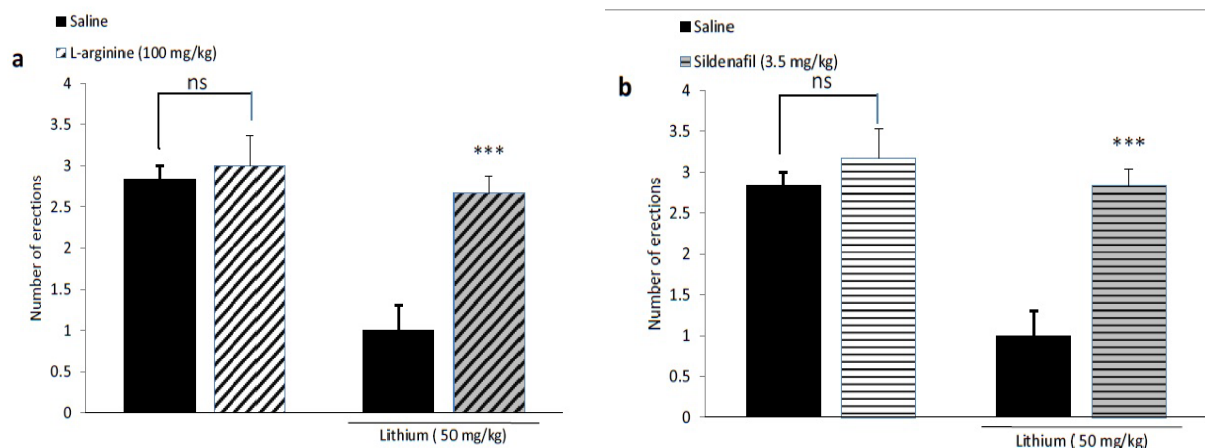 Saline
L-arginine (100 mg/kg)
a
ns
4
3.5
3
2.5
2
1.5
1
0.5
0
Number of erections
***
Lithium ( 50 mg/kg)
Saline
Sildenafil (3.5 mg/kg)
b
ns
4
3.5
3
2.5
2
1.5
1
0.5
0
Number of erections
***
Lithium ( 50 mg/kg)